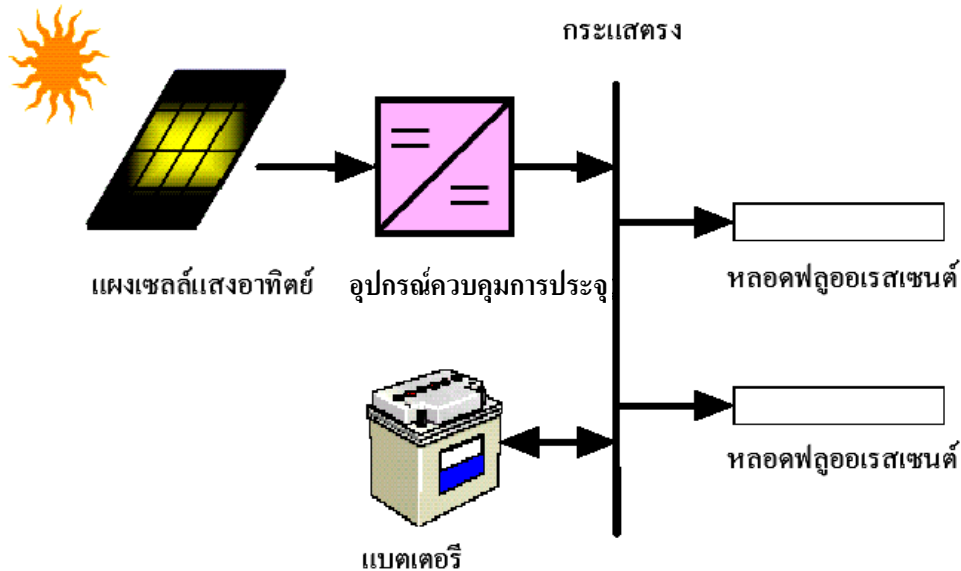 กระแสตรง
แผงเซลล์แสงอาทิตย์
อุปกรณ์ควบคุมการประจุ
หลอดฟลูออเรสเซนต์
หลอดฟลูออเรสเซนต์
แบตเตอรี